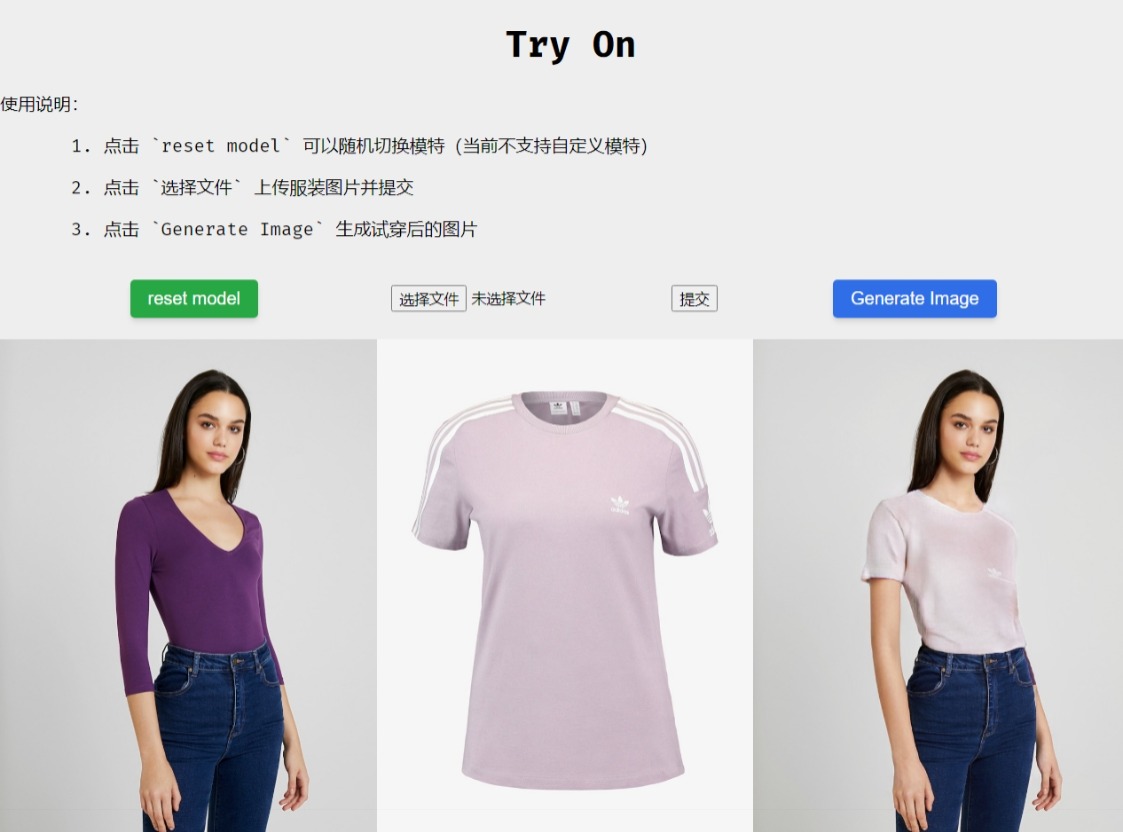 Try On
使用说明：
1. 点击 `reset model` 可以随机切换模特（当前不支持自定义模特）
2. 点击 `选择文件` 上传服装图片并提交
3. 点击 `Generate Image` 生成试穿后的图片
reset model 选择文件 未选择文件 提交 Generate Image
adidas